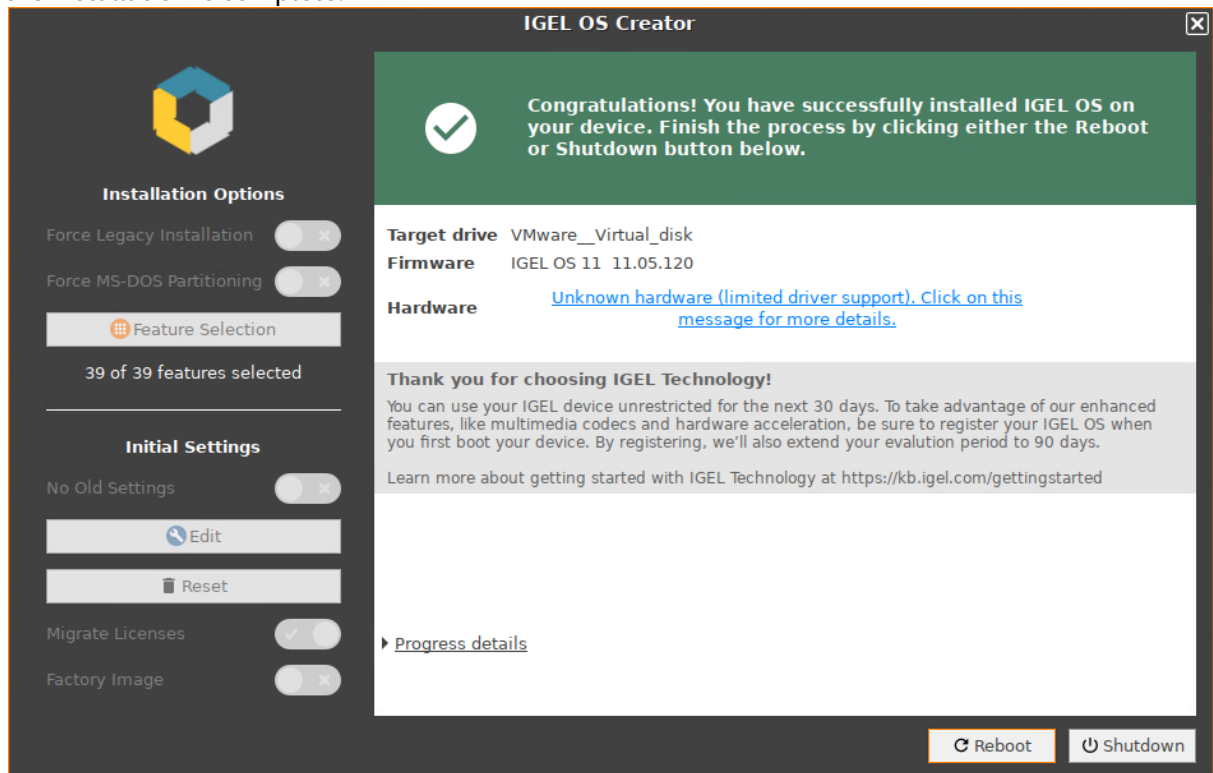 IGEL OS Creator
Congratulations! You have successfully installed IGEL OS on
your device. Finish the process by clicking either the Reboot
or Shutdown button below.
Installation Options
Force Legacy Installation
Force MS-DOS Partitioning
Feature Selection
39 of 39 features selected
Initial Settings
No Old Settings
Edit
Reset
Migrate Licenses
Factory Image
Target drive VMware__Virtual_disk
Firmware IGEL OS 11 11.05.120
Hardware Unknown hardware (limited driver support). Click on this
message for more details.
Thank you for choosing IGEL Technology!
You can use your IGEL device unrestricted for the next 30 days. To take advantage of our enhanced
features, like multimedia codecs and hardware acceleration, be sure to register your IGEL OS when
you first boot your device. By registering, we'll also extend your evalution period to 90 days.
Learn more about getting started with IGEL Technology at https://kb.igel.com/gettingstarted
Progress details
Reboot
Shutdown